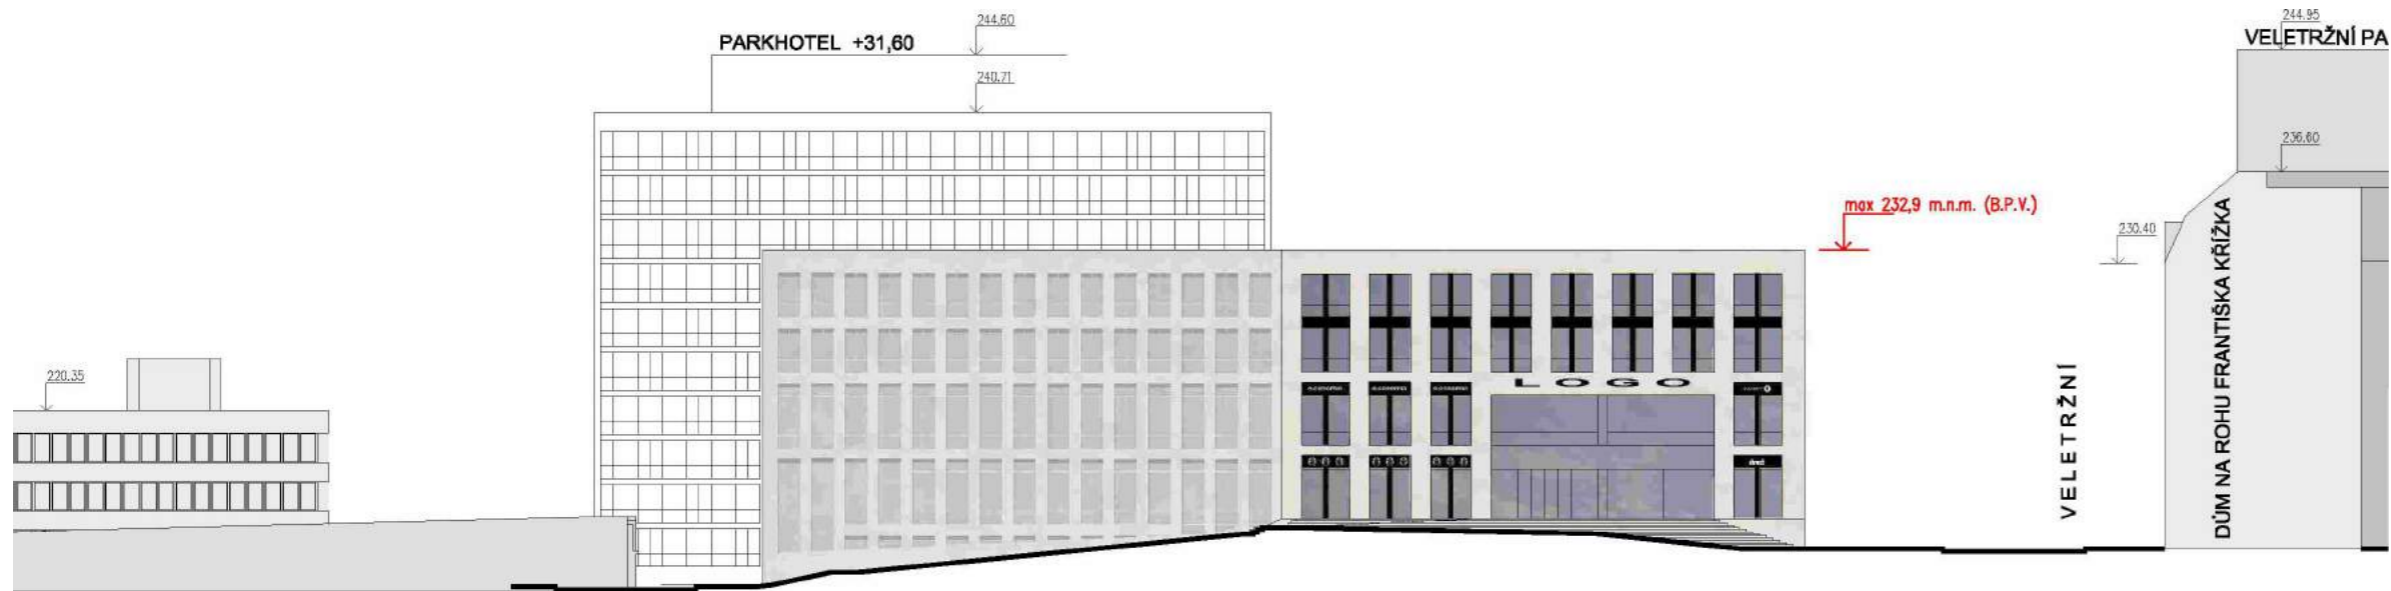 244.60
PARKHOTEL +31,60
240.71
244.95
VELETRŽNÍ PA
236.60
max 232,9 m.n.m. (B.P.V.)
230.40
220.35
LOGO
VELETRŽNÍ
DŮM NA ROHU FRANTIŠKA KŘÍŽKA